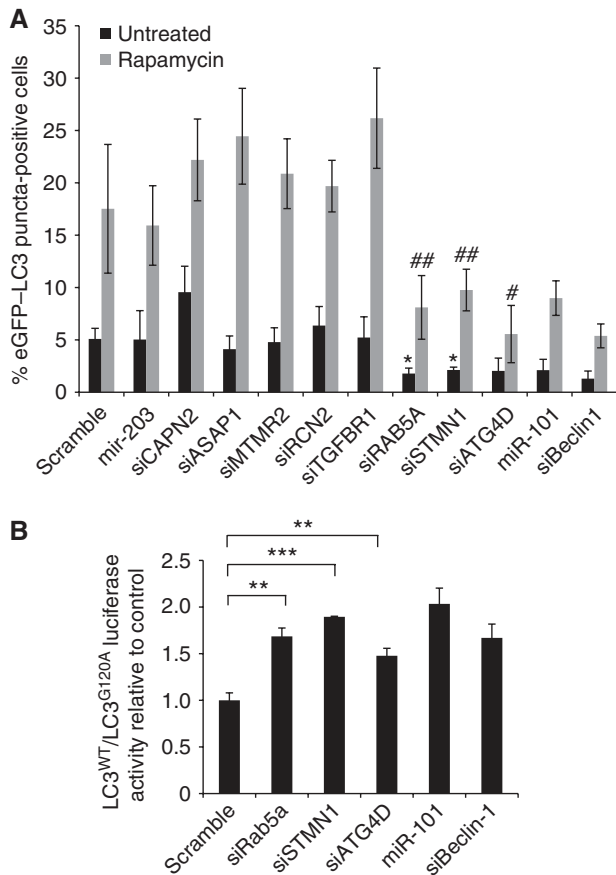 A
Untreated
Rapamycin
% eGFP–LC3 puncta-positive cells
35
30
25
20
15
10
5
0
##
##
#
*
*
Scramble
mir-203
siCAPN2
siASAP1
siMTMR2
siRCN2
siTGFBR1
siRAB5A
siSTMN1
siATG4D
miR-101
siBeclin1
B
**
***
**
LC3WT/LC3G120A luciferase
activity relative to control
2.5
2.0
1.5
1.0
0.5
0
Scramble
siRab5a
siSTMN1
siATG4D
miR-101
siBeclin-1